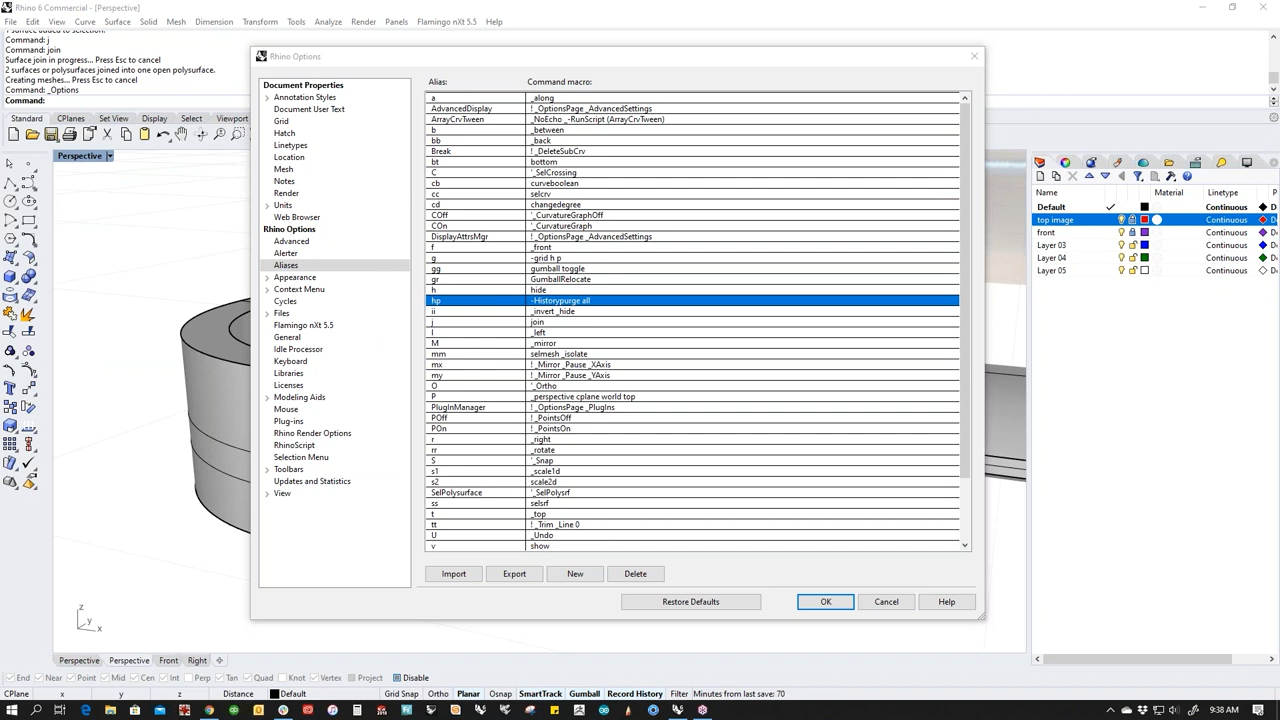 Rhino 6 Commercial - [Perspective]
File Edit View Curve Surface Solid Mesh Dimension Transform Tools Analyze Render Panels Flamingo nXt 5.5 Help
1 surface added to selection.
Command: j
Command: join
Surface join in progress... Press Esc to cancel
2 surfaces or polysurfaces joined into one open polysurface.
Creating meshes... Press Esc to cancel
Command: _Options
Command:
Standard CPlanes Set View Display Select Viewport
Perspective
Rhino Options
Document Properties
Annotation Styles
Document User Text
Grid
Hatch
Linetypes
Location
Mesh
Notes
Render
Units
Web Browser
Rhino Options
Advanced
Alerter
Aliases
Appearance
Context Menu
Cycles
Files
Flamingo nXt 5.5
General
Idle Processor
Keyboard
Libraries
Licenses
Modeling Aids
Mouse
Plug-ins
Rhino Render Options
RhinoScript
Selection Menu
Toolbars
Updates and Statistics
View
Alias: Command macro:
a _along
AdvancedDisplay ! _OptionsPage _AdvancedSettings
ArrayCrvTween _NoEcho _-RunScript (ArrayCrvTween)
b _between
bb _back
Break ! _DeleteSubCrv
bt bottom
C '_SelCrossing
cb curveboolean
cc selcrv
cd changedegree
COff '_CurvatureGraphOff
COn '_CurvatureGraph
DisplayAttrsMgr ! _OptionsPage _AdvancedSettings
f _front
g -grid h p
gg gumball toggle
gr GumballRelocate
h hide
hp -Historypurge all
ii _invert _hide
j join
l _left
M _mirror
mm selmesh _isolate
mx ! _Mirror _Pause _XAxis
my ! _Mirror _Pause _YAxis
O '_Ortho
P _perspective cplane world top
PlugInManager ! _OptionsPage _PlugIns
POff ! _PointsOff
POn ! _PointsOn
r _right
rr _rotate
S '_Snap
s1 _scale1d
s2 scale2d
SelPolysurface '_SelPolysrf
ss selsrf
t _top
tt ! _Trim _Line 0
U _Undo
v show
Import Export New Delete
Restore Defaults OK Cancel Help
Name Material Linetype P
Default Continuous D
top image Continuous D
front Continuous D
Layer 03 Continuous D
Layer 04 Continuous D
Layer 05 Continuous D
z
y
x
Perspective Perspective Front Right
End Near Point Mid Cen Int Perp Tan Quad Knot Vertex Project Disable
CPlane x y z Distance Default Grid Snap Ortho Planar Osnap SmartTrack Gumball Record History Filter Minutes from last save: 70
9:38 AM